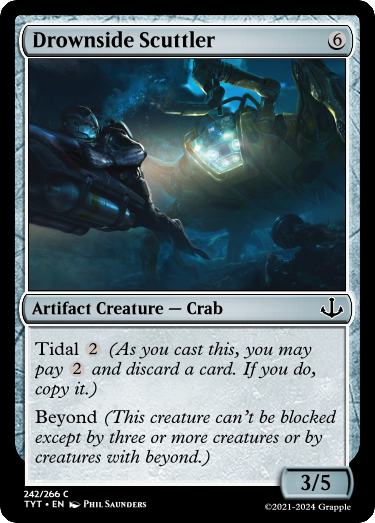 Drownside Scuttler 6
Artifact Creature — Crab
Tidal 2 (As you cast this, you may
pay 2 and discard a card. If you do,
copy it.)
Beyond (This creature can't be blocked
except by three or more creatures or by
creatures with beyond.)
3/5
242/266 C
TYT • EN Phil Saunders
©2021-2024 Grapple